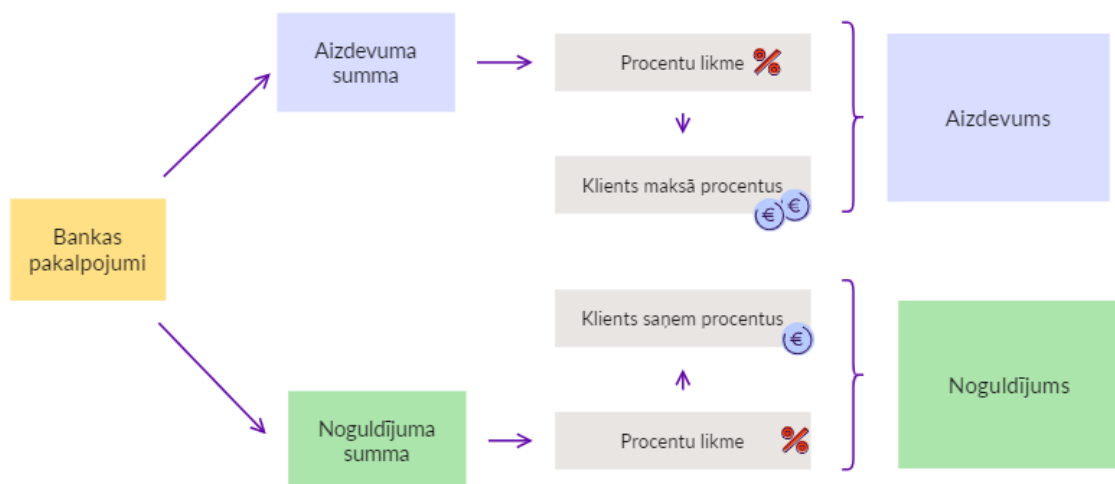 Bankas
pakalpojumi
Aizdevuma
summa
Procentu likme %
Klients maksā procentus
€ €
Aizdevums
Noguldījuma
summa
Procentu likme %
Klients saņem procentus
€
Noguldījums